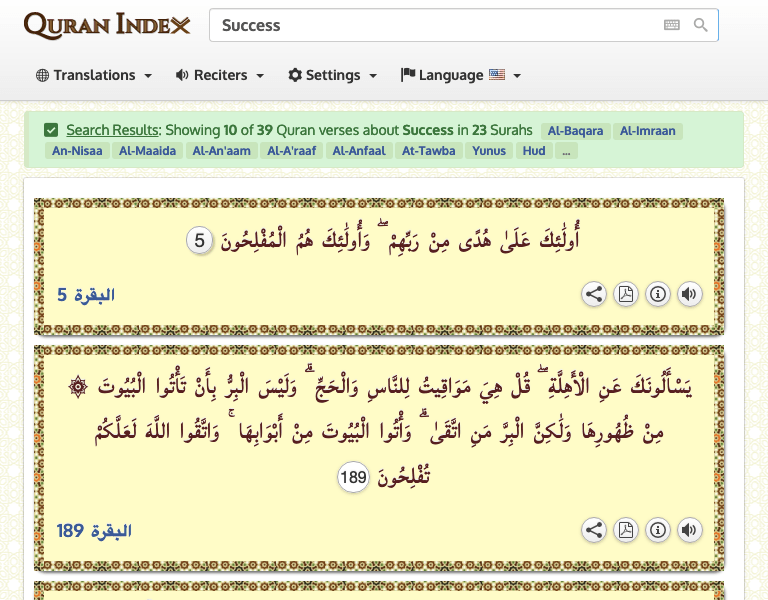 QURAN INDEX
Success
Translations Reciters Settings Language
Search Results: Showing 10 of 39 Quran verses about Success in 23 Surahs Al-Baqara Al-Imraan
An-Nisaa Al-Maaida Al-An'aam Al-A'raaf Al-Anfaal At-Tawba Yunus Hud ...
أُولَٰئِكَ عَلَىٰ هُدًى مِنْ رَبِّهِمْ ۖ وَأُولَٰئِكَ هُمُ الْمُفْلِحُونَ 5
البقرة 5
۞ يَسْأَلُونَكَ عَنِ الْأَهِلَّةِ ۖ قُلْ هِيَ مَوَاقِيتُ لِلنَّاسِ وَالْحَجِّ ۗ وَلَيْسَ الْبِرُّ بِأَنْ تَأْتُوا الْبُيُوتَ
مِنْ ظُهُورِهَا وَلَٰكِنَّ الْبِرَّ مَنِ اتَّقَىٰ ۗ وَأْتُوا الْبُيُوتَ مِنْ أَبْوَابِهَا ۚ وَاتَّقُوا اللَّهَ لَعَلَّكُمْ
تُفْلِحُونَ 189
البقرة 189